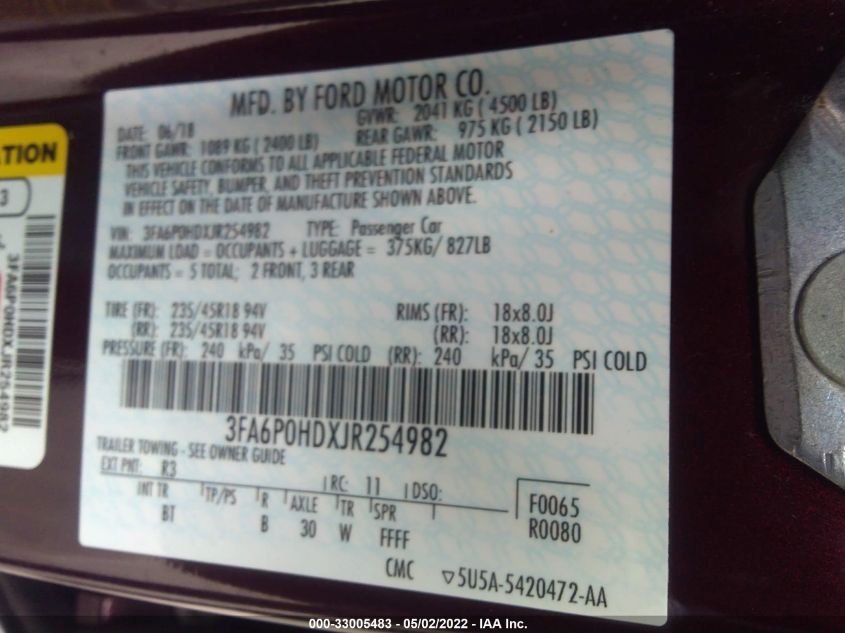 MFD. BY FORD MOTOR CO.
DATE: 06/18 GVWR: 2041 KG ( 4500 LB)
FRONT GAWR: 1089 KG ( 2400 LB) REAR GAWR: 975 KG ( 2150 LB)
THIS VEHICLE CONFORMS TO ALL APPLICABLE FEDERAL MOTOR
VEHICLE SAFETY, BUMPER, AND THEFT PREVENTION STANDARDS
IN EFFECT ON THE DATE OF MANUFACTURE SHOWN ABOVE.
VIN: 3FA6P0HDXJR254982 TYPE: Passenger Car
MAXIMUM LOAD = OCCUPANTS + LUGGAGE = 375KG/ 827LB
OCCUPANTS = 5 TOTAL; 2 FRONT, 3 REAR
TIRE (FR): 235/45R18 94V RIMS (FR): 18x8.0J
(RR): 235/45R18 94V (RR): 18x8.0J
PRESSURE (FR): 240 kPa/ 35 PSI COLD (RR): 240 kPa/ 35 PSI COLD
3FA6P0HDXJR254982
TRAILER TOWING - SEE OWNER GUIDE
EXT PNT: R3 RC: 11 DSO:
INT TR TP/PS R AXLE TR SPR
BT B 30 W FFFF
F0065
R0080
CMC ▽5U5A-5420472-AA
ATION
3
3FA6P0HDXJR254982
000-33005483 - 05/02/2022 - IAA Inc.